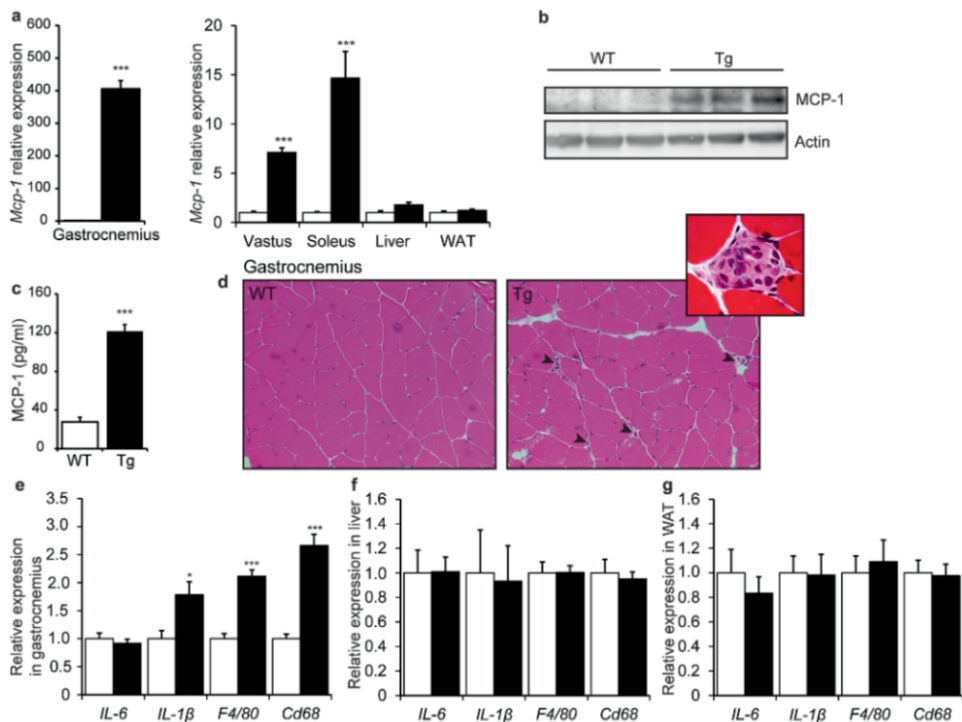 a
Mcp-1 relative expression
600
500
400
300
200
100
0
***
Gastrocnemius
Mcp-1 relative expression
20
15
10
5
0
***
***
Vastus Soleus Liver WAT
b
WT Tg
MCP-1
Actin
c
MCP-1 (pg/ml)
160
120
80
40
0
***
WT Tg
d
Gastrocnemius
WT
Tg
e
Relative expression
in gastrocnemius
3.5
3.0
2.5
2.0
1.5
1.0
0.5
0
*
***
***
IL-6 IL-1β F4/80 Cd68
f
Relative expression in liver
1.6
1.4
1.2
1.0
0.8
0.6
0.4
0.2
0
IL-6 IL-1β F4/80 Cd68
g
Relative expression in WAT
1.6
1.4
1.2
1.0
0.8
0.6
0.4
0.2
0
IL-6 IL-1β F4/80 Cd68